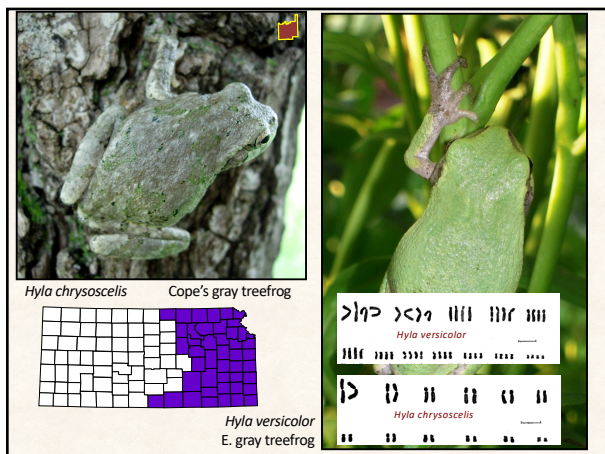 Hyla chrysoscelis Cope's gray treefrog
Hyla versicolor
E. gray treefrog
Hyla versicolor
Hyla chrysoscelis